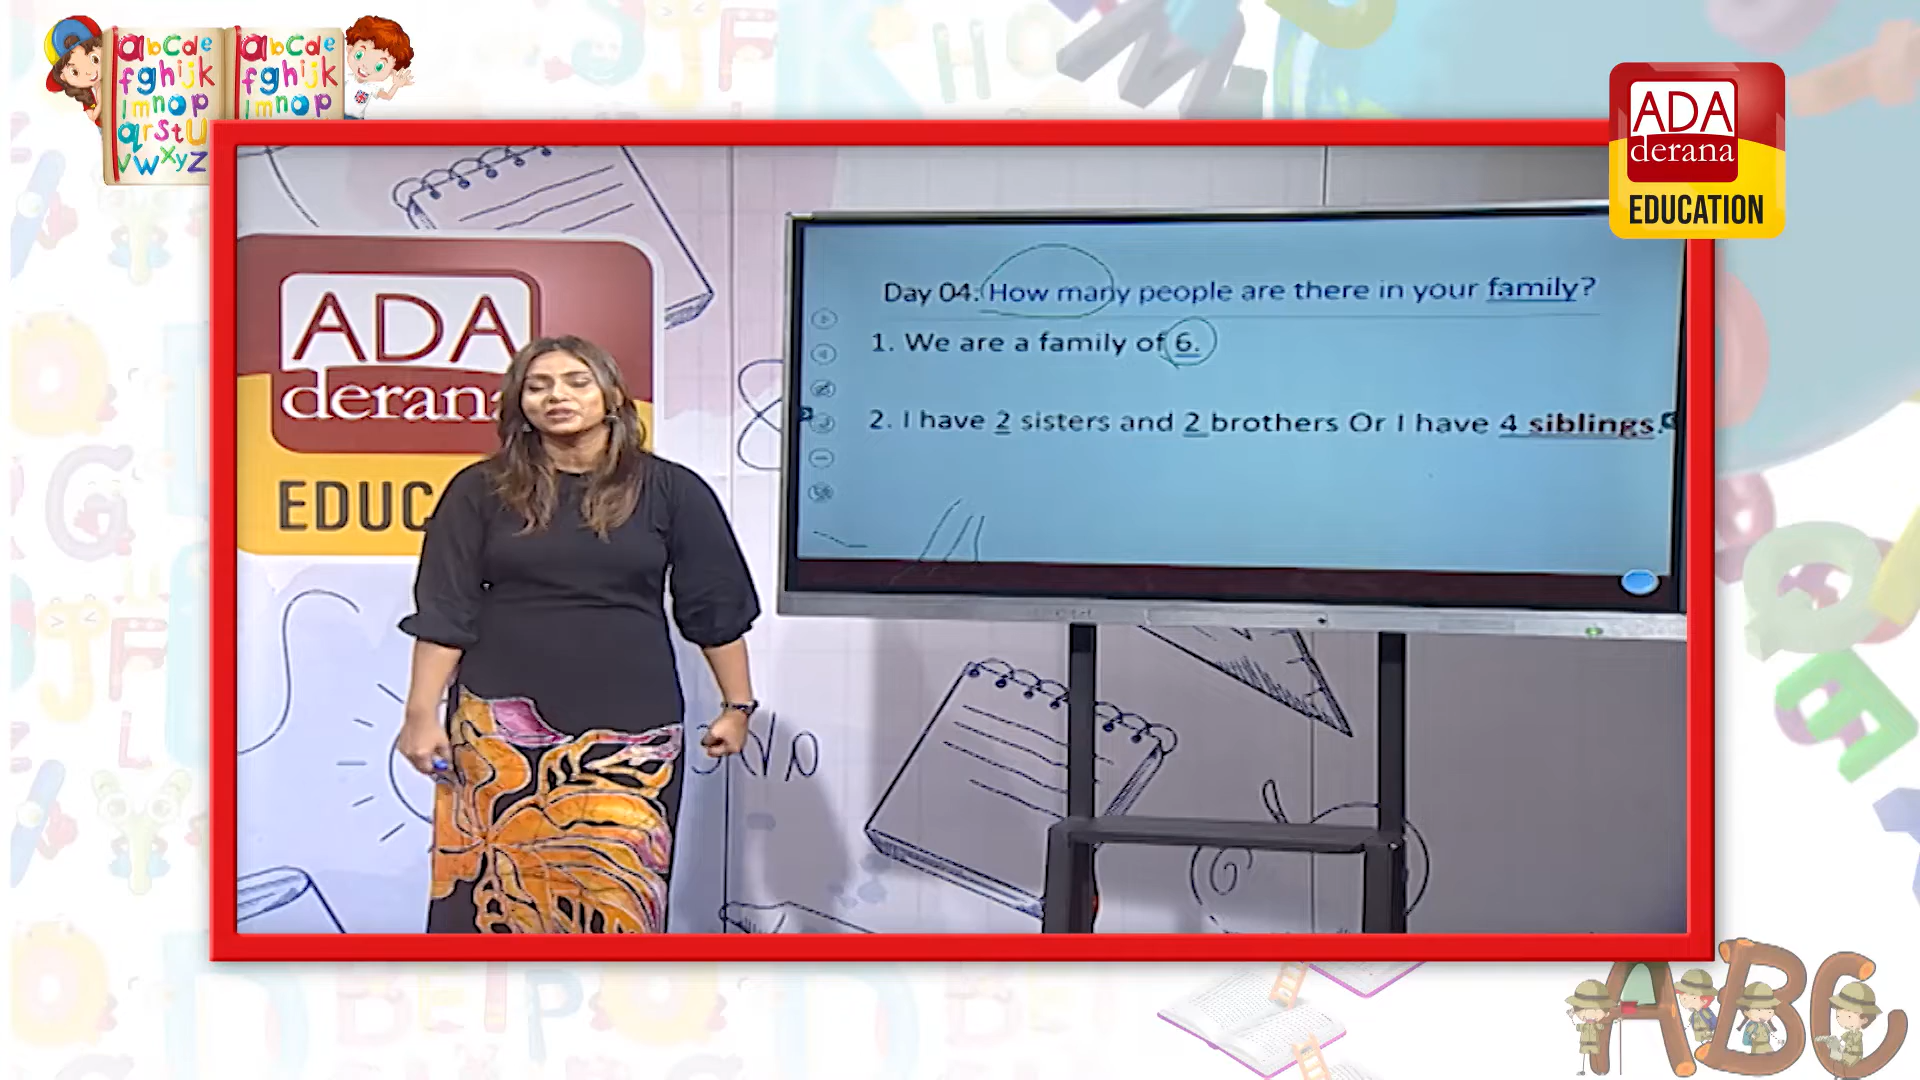 abCde
fghijk
lmnop
qrstu
vwxyz
abCde
fghijk
lmnop
ADA
derana
EDUCATION
ADA
derana
EDUC
Day 04: How many people are there in your family?
1. We are a family of 6.
2. I have 2 sisters and 2 brothers Or I have 4 siblings.
ABC